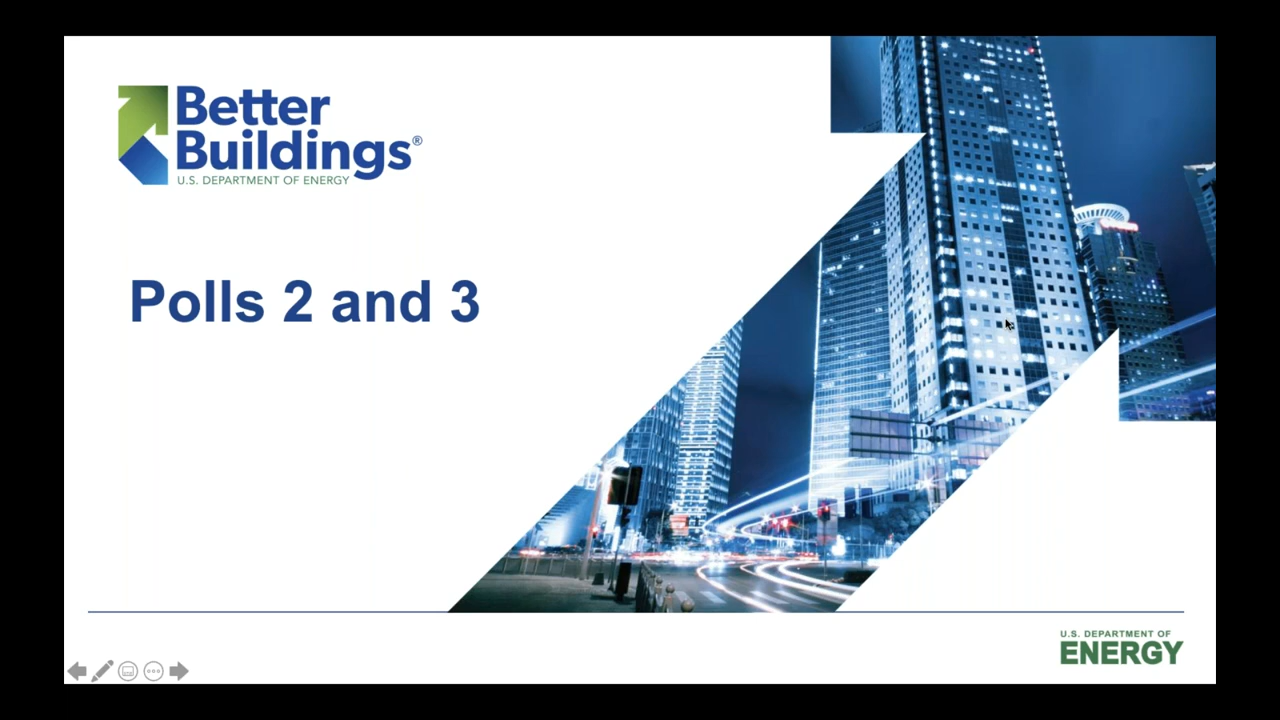 Better
Buildings®
U.S. DEPARTMENT OF ENERGY
Polls 2 and 3
U.S. DEPARTMENT OF
ENERGY